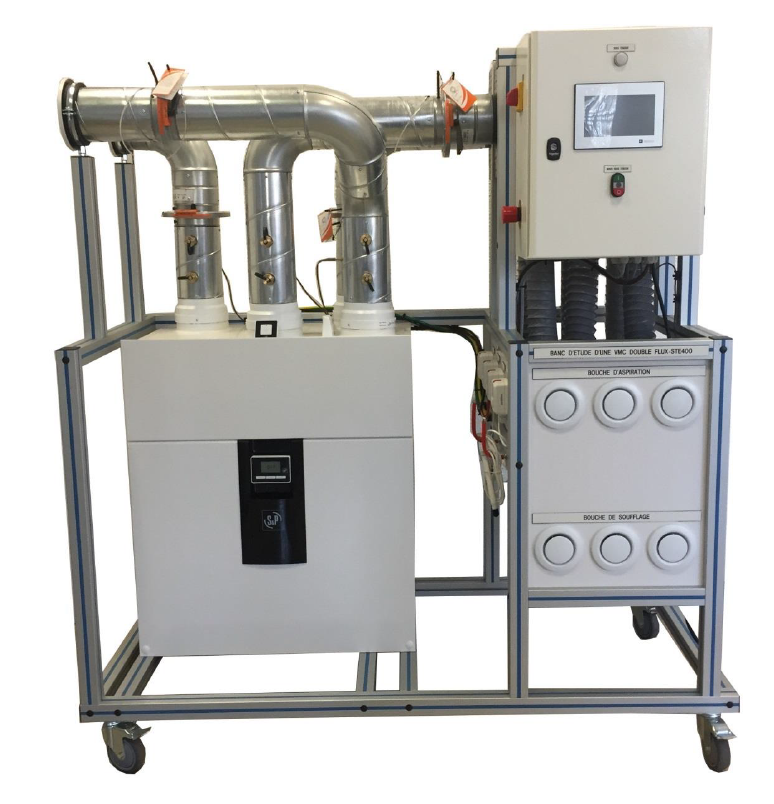 BANC D'ETUDE D'UNE VMC DOUBLE FLUX-STE400
BOUCHE D'ASPIRATION
BOUCHE DE SOUFFLAGE
S&P